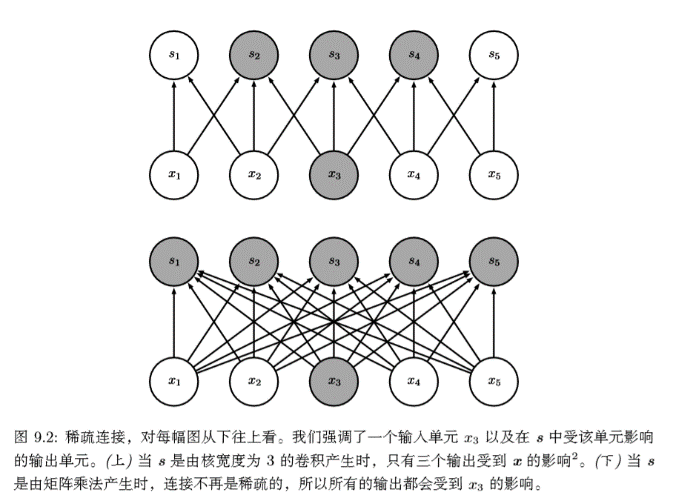 s₁ s₂ s₃ s₄ s₅
x₁ x₂ x₃ x₄ x₅
s₁ s₂ s₃ s₄ s₅
x₁ x₂ x₃ x₄ x₅
图 9.2: 稀疏连接，对每幅图从下往上看。我们强调了一个输入单元 x₃ 以及在 s 中受该单元影响
的输出单元。(上) 当 s 是由核宽度为 3 的卷积产生时，只有三个输出受到 x 的影响²。(下) 当 s
是由矩阵乘法产生时，连接不再是稀疏的，所以所有的输出都会受到 x₃ 的影响。